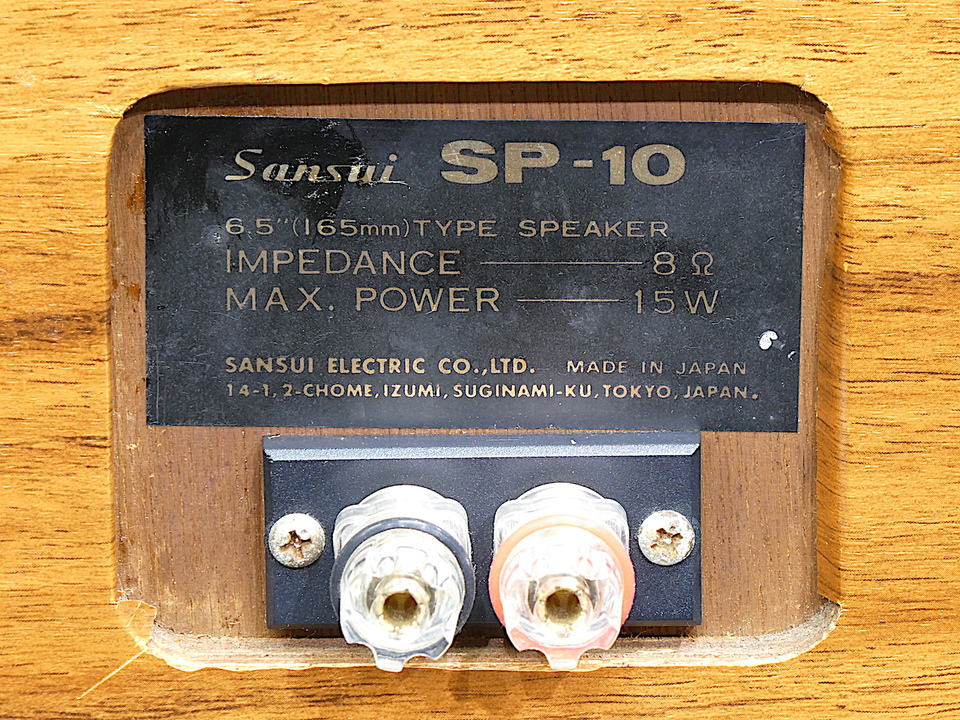 Sansui SP-10
6.5"(165mm) TYPE SPEAKER
IMPEDANCE 8 Ω
MAX. POWER 15W
SANSUI ELECTRIC CO.,LTD. MADE IN JAPAN
14-1, 2-CHOME, IZUMI, SUGINAMI-KU, TOKYO, JAPAN.